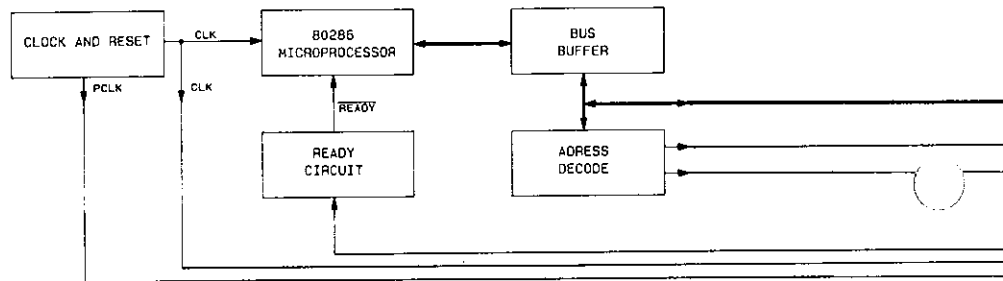 CLOCK AND RESET
CLK
80286
MICROPROCESSOR
BUS
BUFFER
PCLK
CLK
READY
READY
CIRCUIT
ADRESS
DECODE